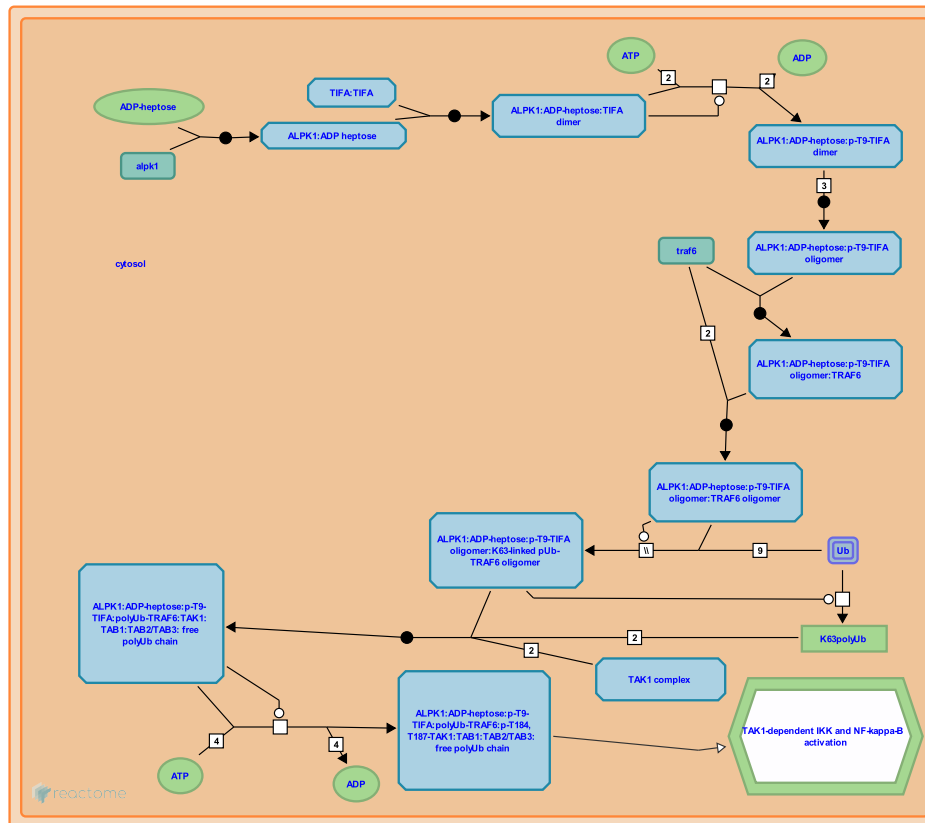 ATP
ADP
2
2
TIFA:TIFA
ADP-heptose
ALPK1:ADP-heptose:TIFA
dimer
ALPK1:ADP heptose
ALPK1:ADP-heptose:p-T9-TIFA
dimer
alpk1
3
traf6
ALPK1:ADP-heptose:p-T9-TIFA
oligomer
cytosol
2
ALPK1:ADP-heptose:p-T9-TIFA
oligomer:TRAF6
ALPK1:ADP-heptose:p-T9-TIFA
oligomer:TRAF6 oligomer
ALPK1:ADP-heptose:p-T9-TIFA
oligomer:K63-linked pUb-
TRAF6 oligomer
\\
9
Ub
ALPK1:ADP-heptose:p-T9-
TIFA:polyUb-TRAF6:TAK1:
TAB1:TAB2/TAB3: free
polyUb chain
2
K63polyUb
2
TAK1 complex
ALPK1:ADP-heptose:p-T9-
TIFA:polyUb-TRAF6:p-T184,
T187-TAK1:TAB1:TAB2/TAB3:
free polyUb chain
TAK1-dependent IKK and NF-kappa-B
activation
4
4
ATP
ADP
reactome